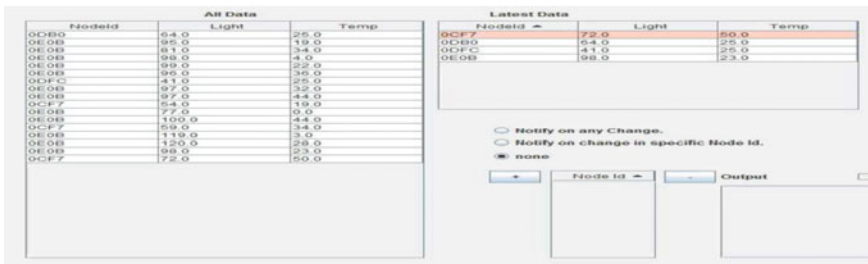 All Data
NodeId Light Temp
0DB0 64.0 25.0
0E0B 95.0 19.0
0E0B 81.0 34.0
0E0B 98.0 4.0
0E0B 99.0 22.0
0E0B 96.0 36.0
0DFC 41.0 25.0
0E0B 97.0 32.0
0E0B 97.0 44.0
0CF7 54.0 19.0
0E0B 77.0 0.0
0E0B 100.0 44.0
0CF7 59.0 34.0
0E0B 119.0 3.0
0E0B 120.0 28.0
0E0B 98.0 23.0
0CF7 72.0 50.0
Latest Data
NodeId Light Temp
0CF7 72.0 50.0
0DB0 64.0 25.0
0DFC 41.0 25.0
0E0B 98.0 23.0
Notify on any Change.
Notify on change in specific Node Id.
none
+ Node Id - Output